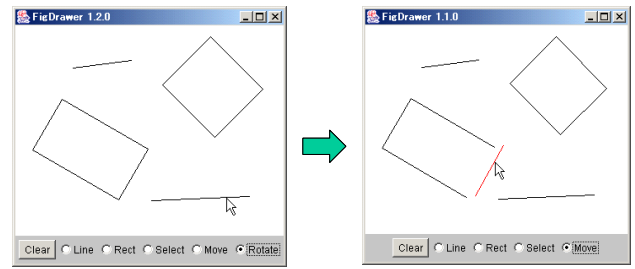 FigDrawer 1.2.0
Clear Line Rect Select Move Rotate
FigDrawer 1.1.0
Clear Line Rect Select Move